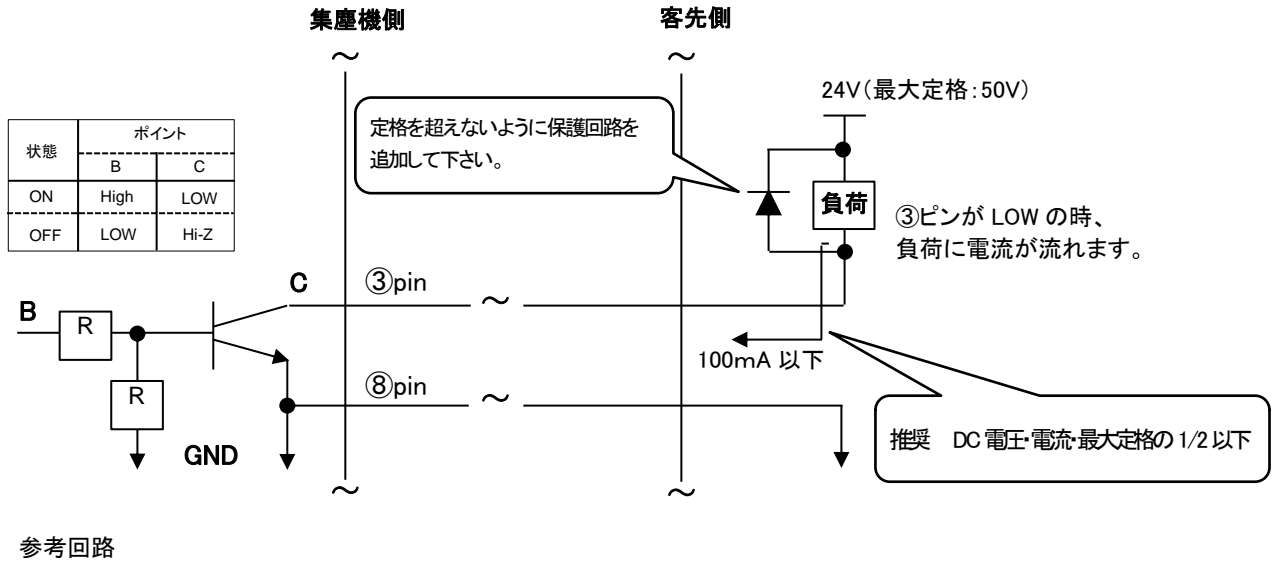 集塵機側
客先側
24V(最大定格:50V)
定格を超えないように保護回路を
追加して下さい。
状態
ポイント
B
C
ON
High
LOW
OFF
LOW
Hi-Z
負荷
③ピンが LOW の時、
負荷に電流が流れます。
C
③pin
B
R
100mA 以下
R
⑧pin
GND
推奨 DC 電圧・電流・最大定格の 1/2 以下
参考回路